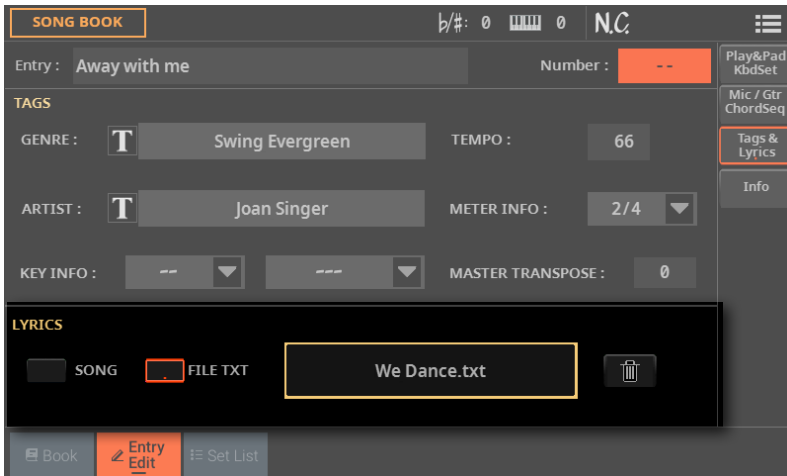 SONG BOOK ♭/♯: 0 0 N.C.
Entry : Away with me Number : --
Play&Pad
KbdSet
TAGS
Mic / Gtr
ChordSeq
GENRE : T Swing Evergreen TEMPO : 66
Tags &
Lyrics
Info
ARTIST : T Joan Singer METER INFO : 2/4
KEY INFO : -- --- MASTER TRANSPOSE : 0
LYRICS
SONG FILE TXT We Dance.txt
Book Entry
Edit Set List